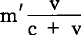 m′ v / (c + v)